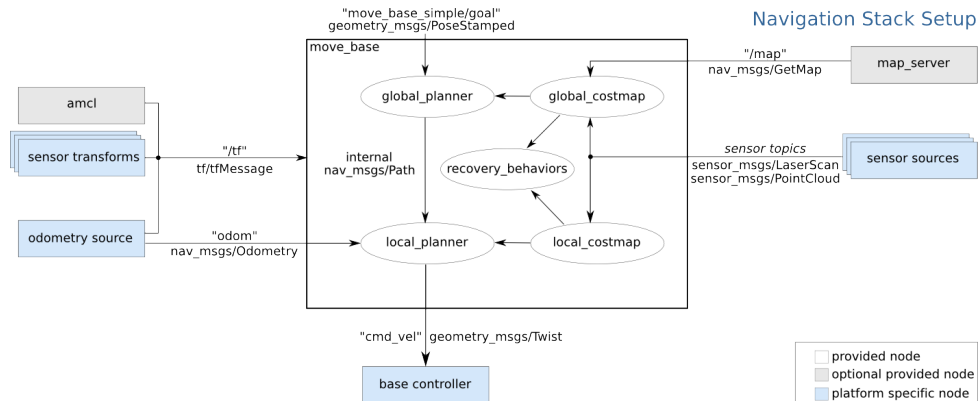 Navigation Stack Setup
"move_base_simple/goal"
geometry_msgs/PoseStamped
move_base
"/map"
nav_msgs/GetMap
map_server
global_planner
global_costmap
amcl
sensor transforms
"/tf"
tf/tfMessage
internal
nav_msgs/Path
recovery_behaviors
sensor topics
sensor_msgs/LaserScan
sensor_msgs/PointCloud
sensor sources
odometry source
"odom"
nav_msgs/Odometry
local_planner
local_costmap
"cmd_vel" geometry_msgs/Twist
base controller
provided node
optional provided node
platform specific node